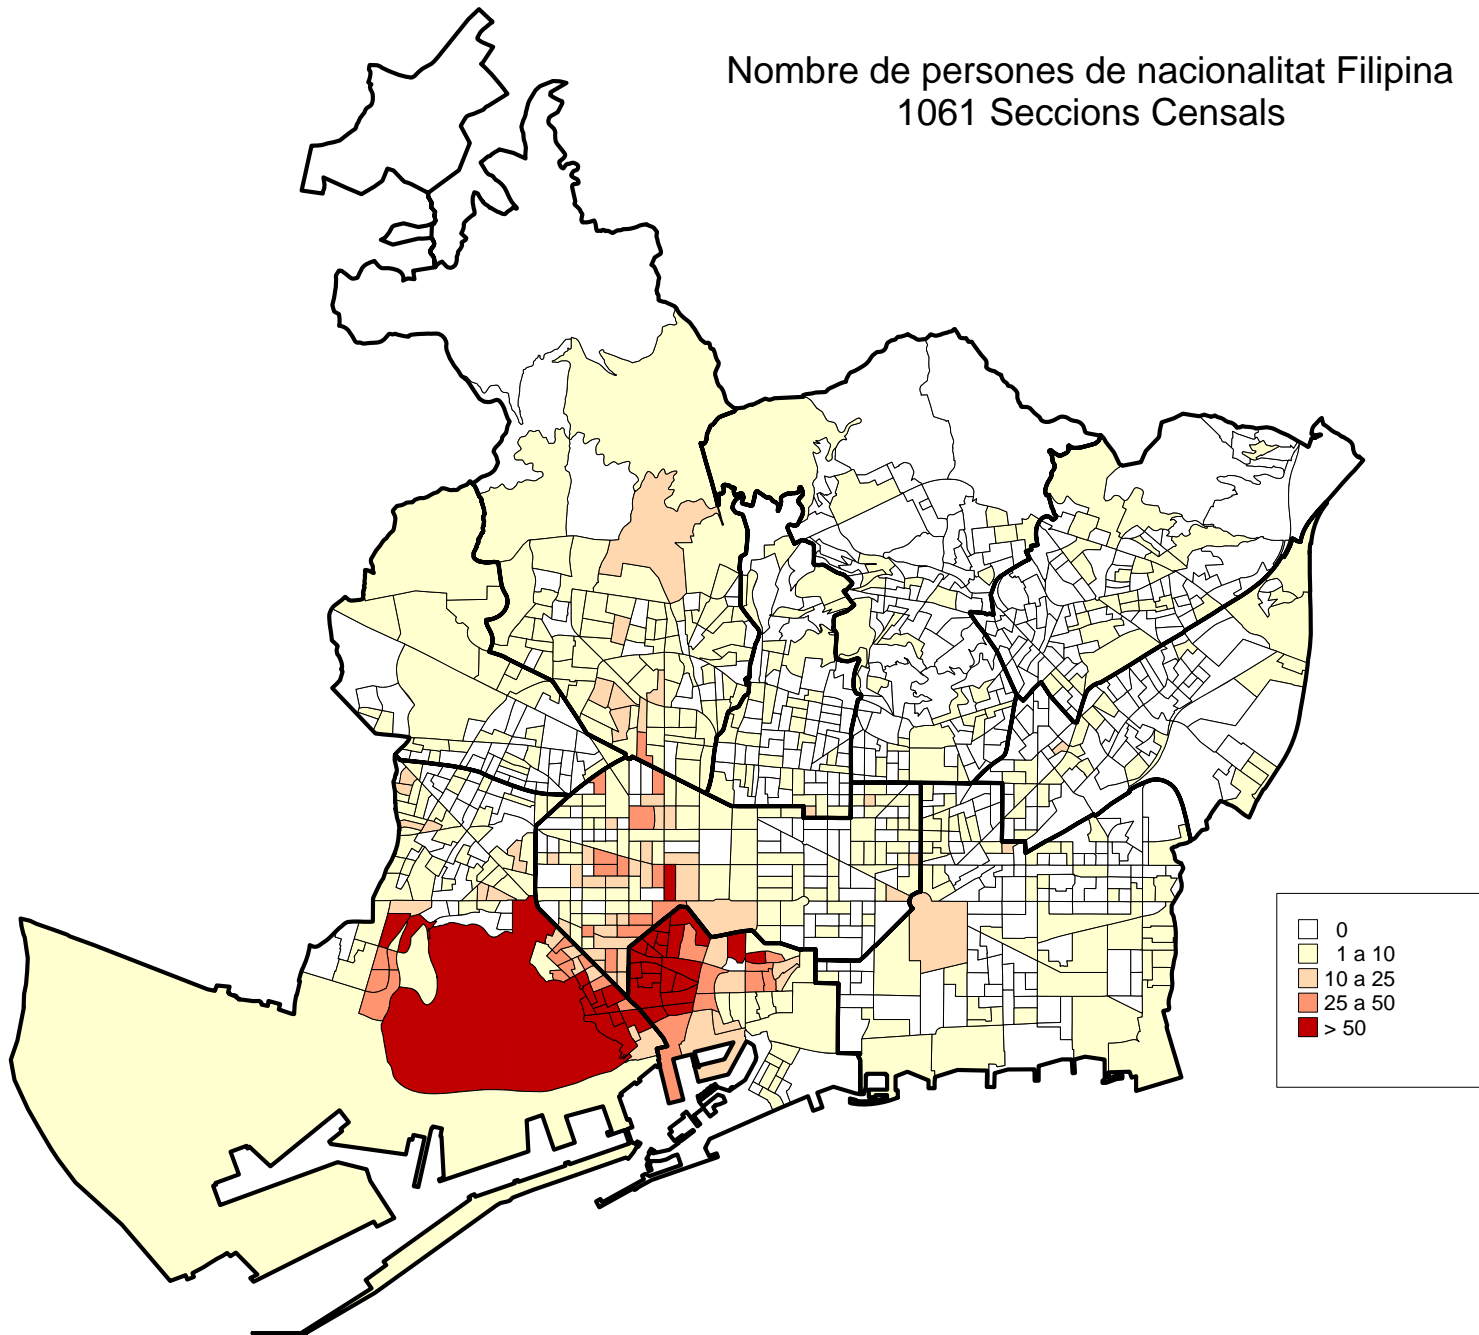 Nombre de persones de nacionalitat Filipina
1061 Seccions Censals
0
1 a 10
10 a 25
25 a 50
> 50